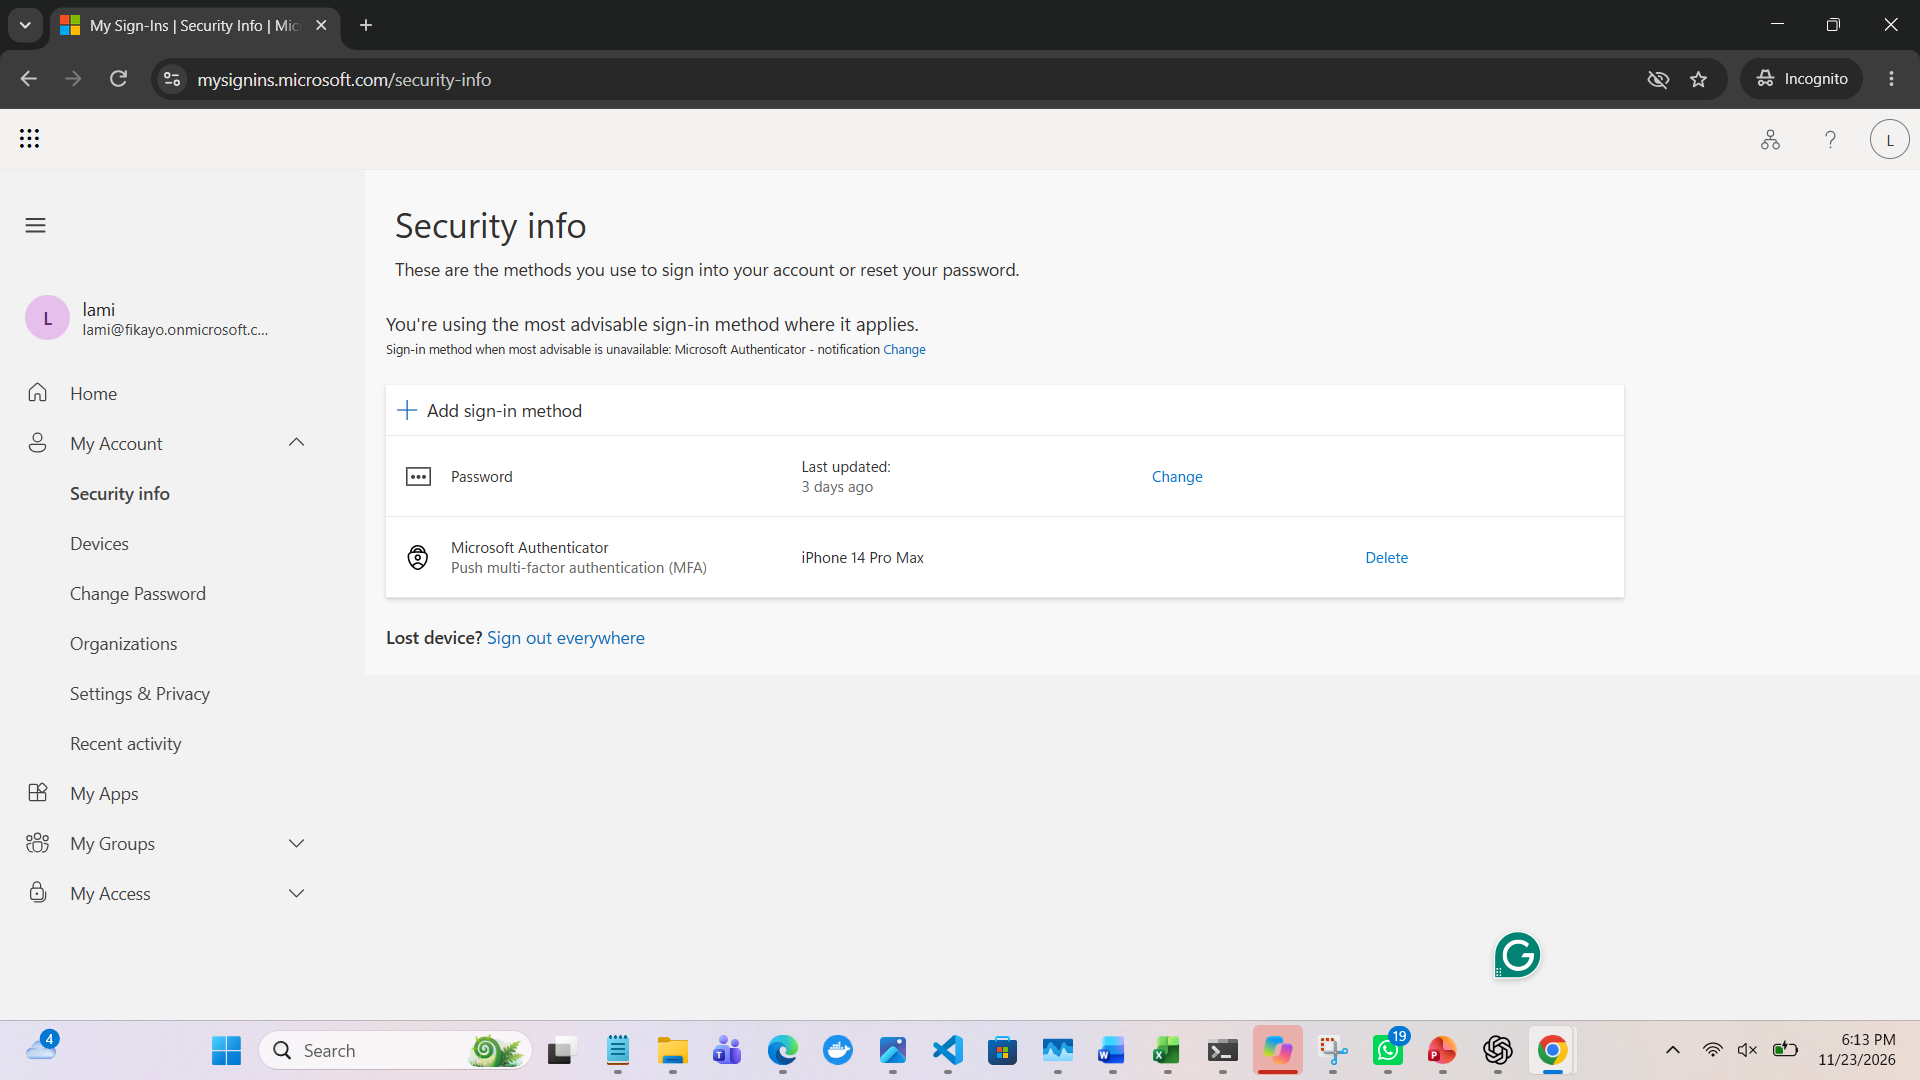 My Sign-Ins | Security Info | Mic
mysignins.microsoft.com/security-info
Incognito
L
Security info
These are the methods you use to sign into your account or reset your password.
L
lami
lami@fikayo.onmicrosoft.c...
You're using the most advisable sign-in method where it applies.
Sign-in method when most advisable is unavailable: Microsoft Authenticator - notification Change
Home
My Account
Security info
Devices
Change Password
Organizations
Settings & Privacy
Recent activity
My Apps
My Groups
My Access
Add sign-in method
Password
Last updated:
3 days ago
Change
Microsoft Authenticator
Push multi-factor authentication (MFA)
iPhone 14 Pro Max
Delete
Lost device? Sign out everywhere
G
4
Search
T
W
X
19
P
6:13 PM
11/23/2026